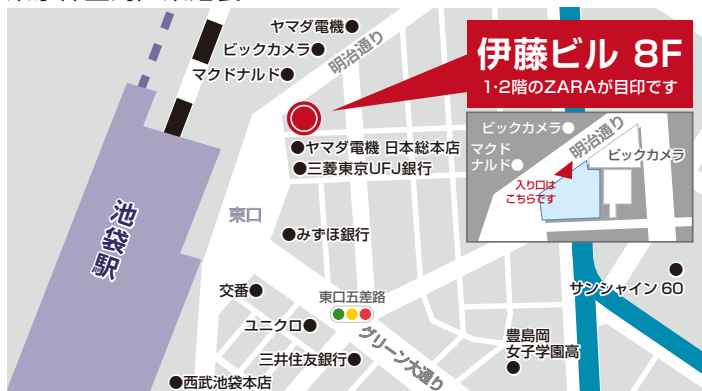 ヤマダ電機
ビックカメラ
マクドナルド
明治通り
伊藤ビル 8F
1・2階のZARAが目印です
ヤマダ電機 日本総本店
三菱東京UFJ銀行
ビックカメラ
マクド
ナルド
明治通り
ビックカメラ
入り口は
こちらです
池袋駅
東口
みずほ銀行
交番
東口五差路
サンシャイン 60
ユニクロ
グリーン大通り
豊島岡
女子学園高
三井住友銀行
西武池袋本店